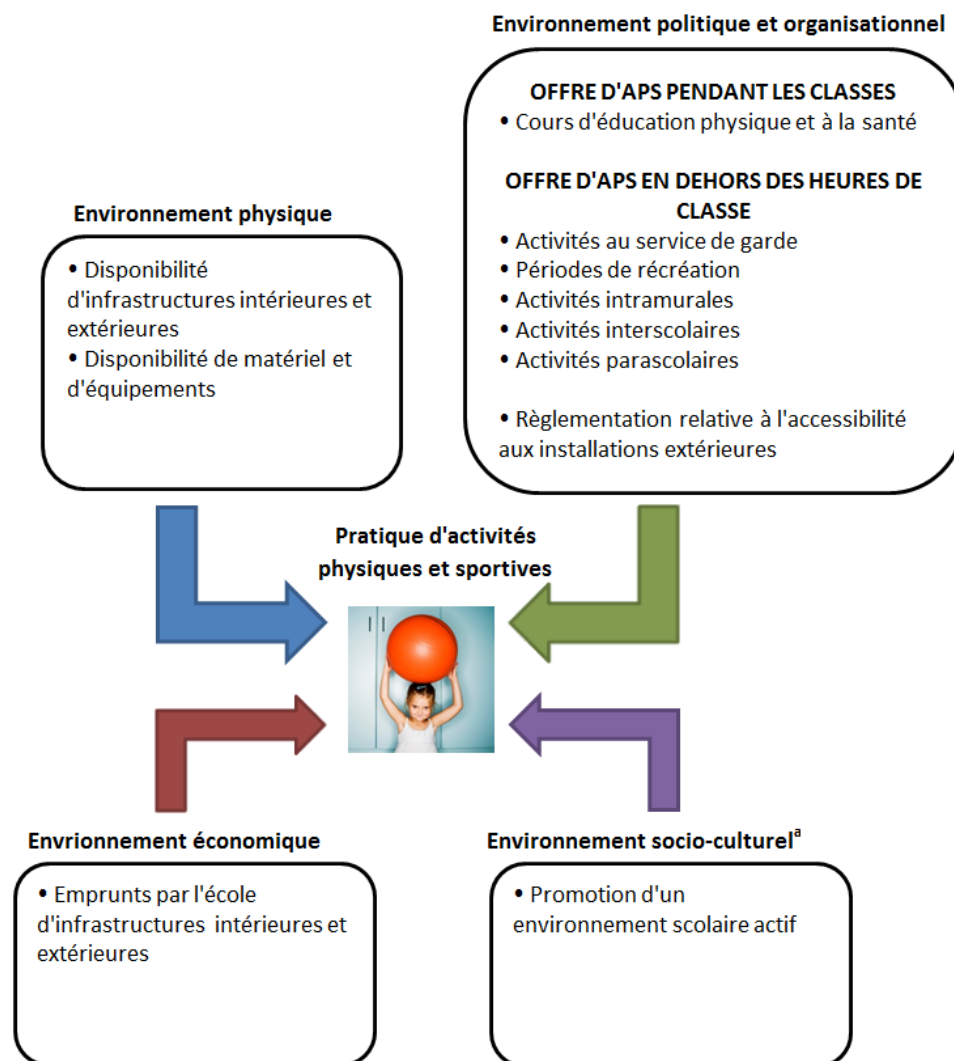 Environnement politique et organisationnel
OFFRE D'APS PENDANT LES CLASSES
• Cours d'éducation physique et à la santé
OFFRE D'APS EN DEHORS DES HEURES DE
CLASSE
• Activités au service de garde
• Périodes de récréation
• Activités intramurales
• Activités interscolaires
• Activités parascolaires
• Règlementation relative à l'accessibilité
aux installations extérieures
Environnement physique
• Disponibilité
d'infrastructures intérieures et
extérieures
• Disponibilité de matériel et
d'équipements
Pratique d'activités
physiques et sportives
Envrionnement économique
• Emprunts par l'école
d'infrastructures intérieures et
extérieures
Environnement socio-culturelᵃ
• Promotion d'un
environnement scolaire actif